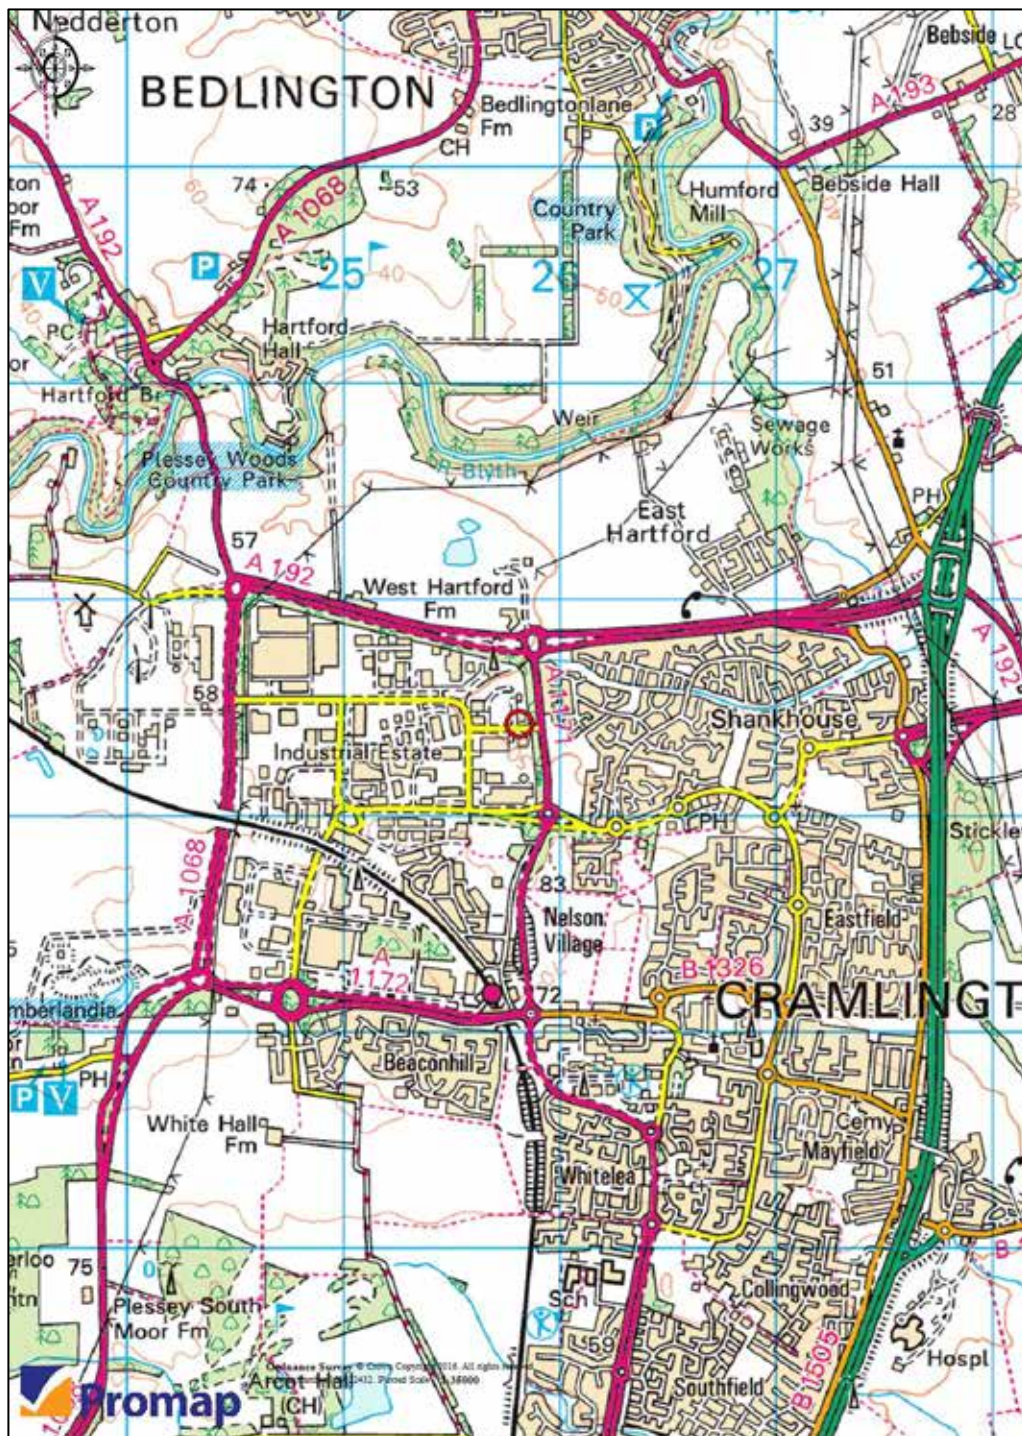 Nedderton
BEDLINGTON
Bebside
A 193
28
Bedlingtonlane
Fm
CH
P
39
Bebside Hall
74
53
A 1068
Country
Park
Humford
Mill
A 192
V
P
25
40
26
50
27
60
40
PC
Hartford
Hall
Hartford Br
51
Weir
R Blyth
Sewage
Works
Plessey Woods
Country Park
PH
East
Hartford
57
A 192
West Hartford
Fm
A 192
58
A 1171
Shankhouse
Industrial Estate
PH
A 1068
83
Nelson
Village
Eastfield
A
1172
B 1326
72
CRAMLINGT
mberlandia
Beaconhill
PH
P V
White Hall
Fm
Cemy
Mayfield
Whitelea
75
Plessey South
Moor Fm
Sch
Collingwood
59
Hospl
B 1505
Southfield
Arcot Hall
(CH)
Promap